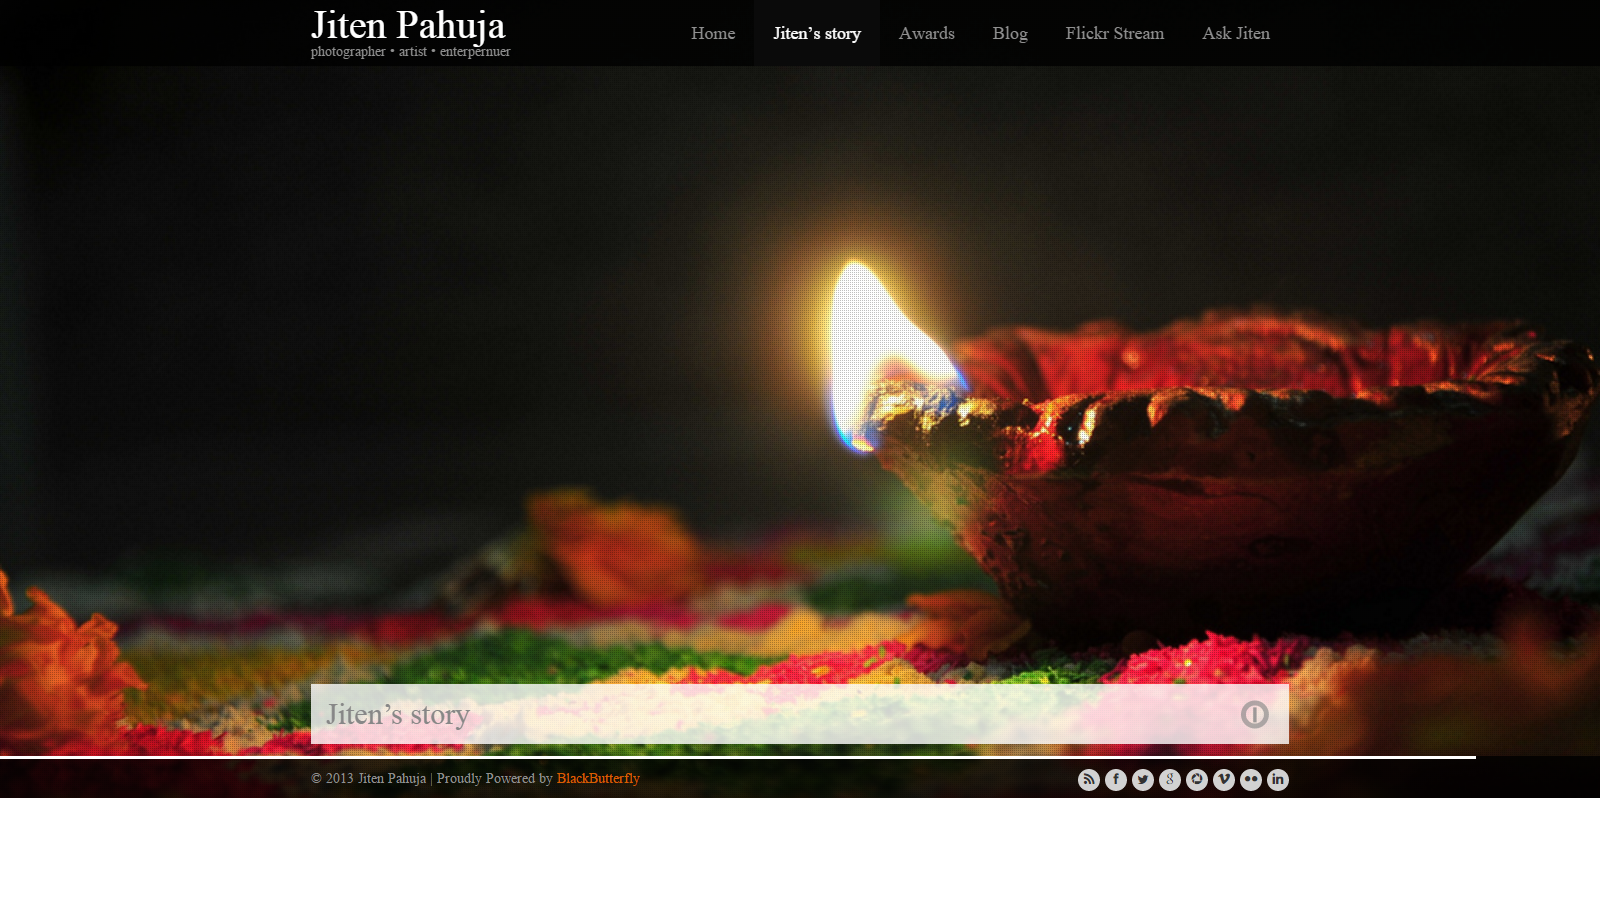 Jiten Pahuja
photographer • artist • enterpernuer
Home Jiten’s story Awards Blog Flickr Stream Ask Jiten
Jiten’s story
© 2013 Jiten Pahuja | Proudly Powered by BlackButterfly